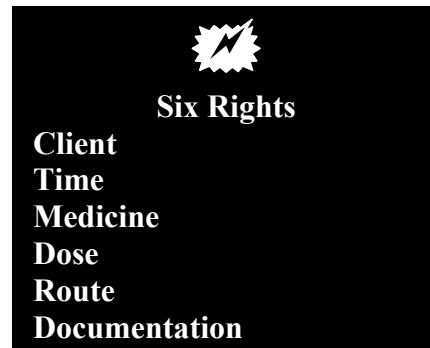 Six Rights
Client
Time
Medicine
Dose
Route
Documentation